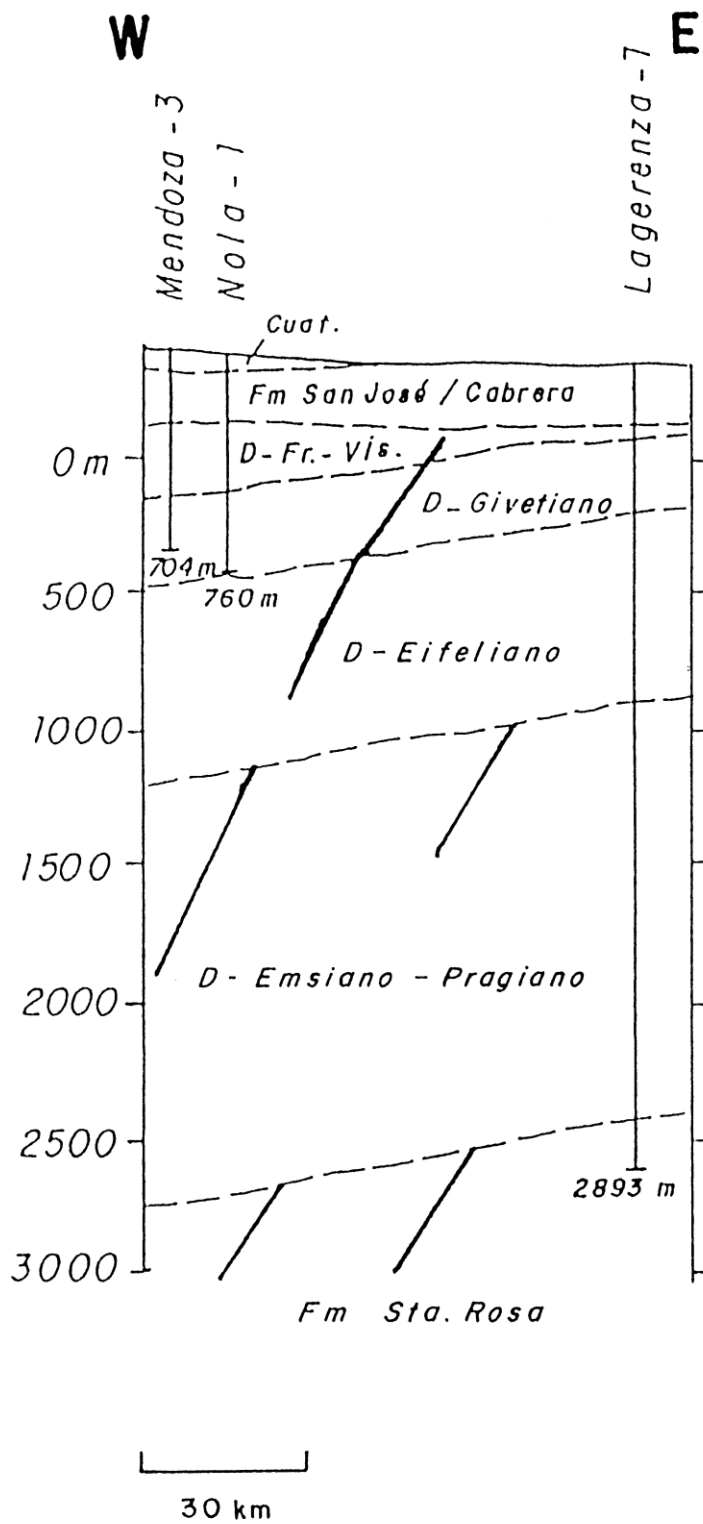 W E
Mendoza - 3
Nola - 1
Lagerenza - 1
Cuat.
Fm San José / Cabrera
D-Fr.-Vis.
0 m
D-Givetiano
704 m
500
760 m
D-Eifeliano
1000
1500
D-Emsiano-Pragiano
2000
2500
2893 m
3000
Fm Sta. Rosa
30 km